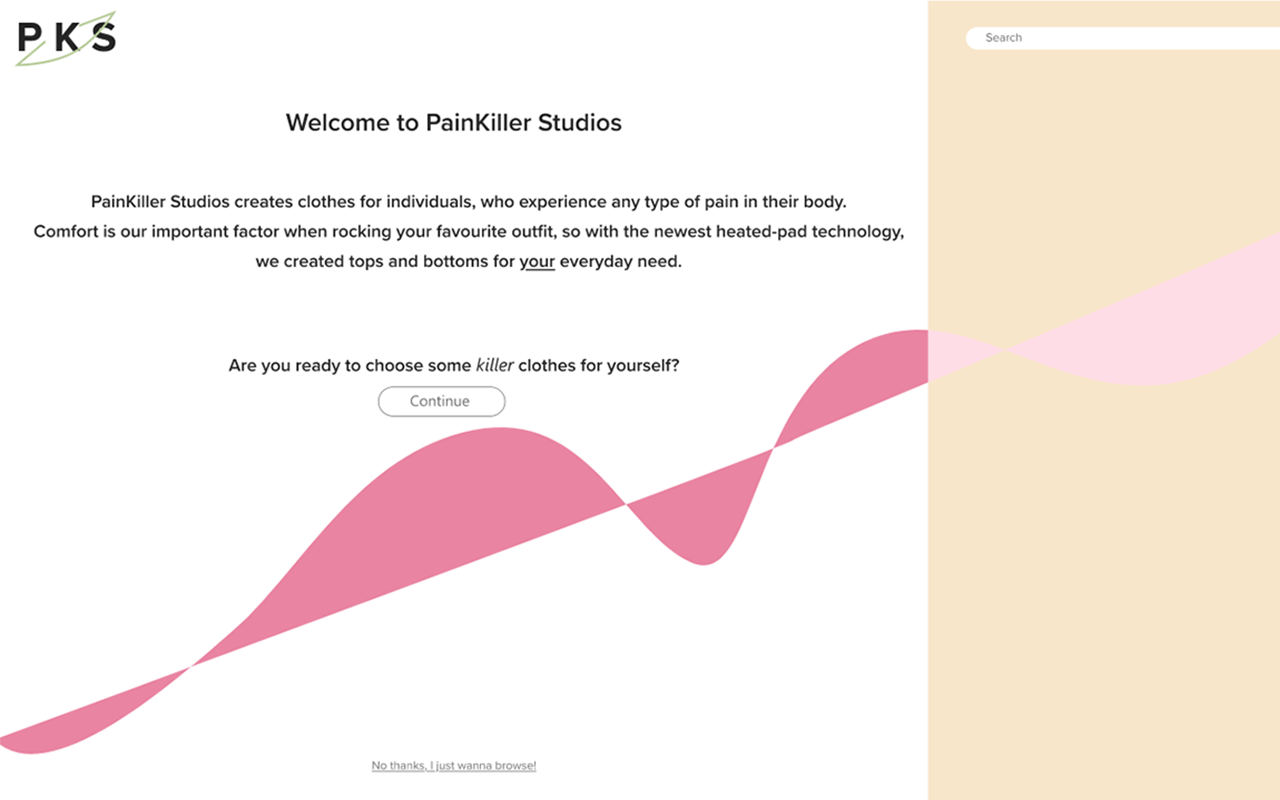 PKS
Search
Welcome to PainKiller Studios
PainKiller Studios creates clothes for individuals, who experience any type of pain in their body.
Comfort is our important factor when rocking your favourite outfit, so with the newest heated-pad technology,
we created tops and bottoms for your everyday need.
Are you ready to choose some killer clothes for yourself?
Continue
No thanks, I just wanna browse!